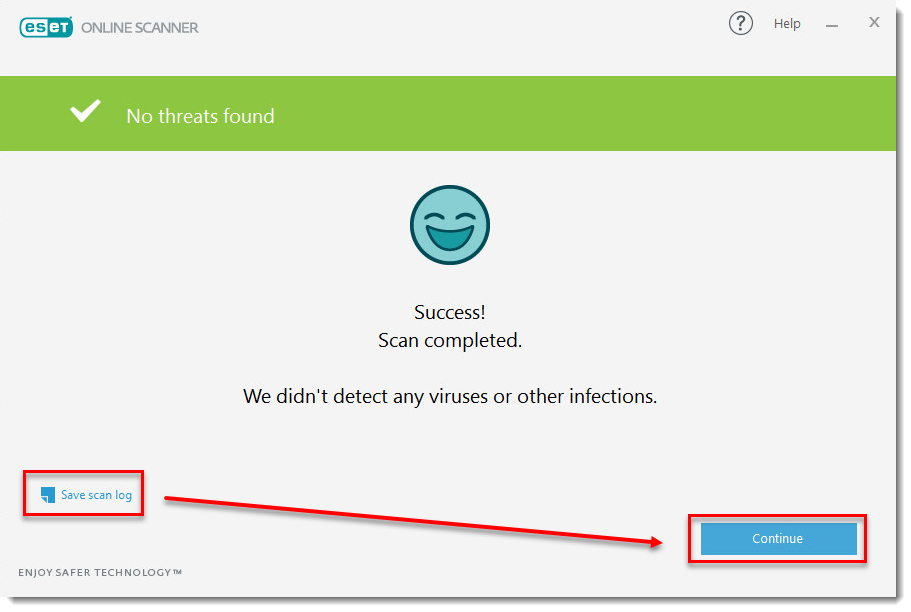 eseT ONLINE SCANNER
? Help
No threats found
Success!
Scan completed.
We didn't detect any viruses or other infections.
Save scan log
Continue
ENJOY SAFER TECHNOLOGY™